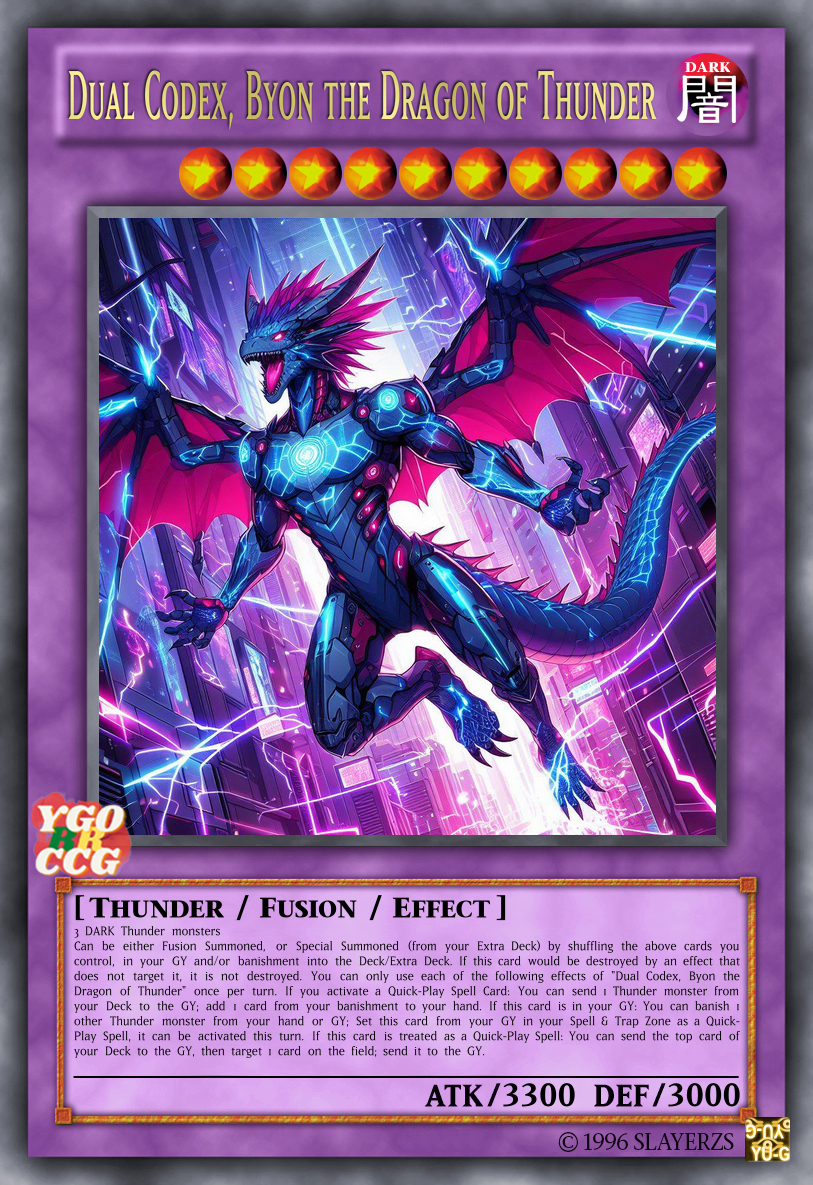 Dual Codex, Byon the Dragon of Thunder
DARK
闇
YGO
RR
CCG
[ Thunder / Fusion / Effect ]
3 DARK Thunder monsters
Can be either Fusion Summoned, or Special Summoned (from your Extra Deck) by shuffling the above cards you
control, in your GY and/or banishment into the Deck/Extra Deck. If this card would be destroyed by an effect that
does not target it, it is not destroyed. You can only use each of the following effects of "Dual Codex, Byon the
Dragon of Thunder" once per turn. If you activate a Quick-Play Spell Card: You can send 1 Thunder monster from
your Deck to the GY; add 1 card from your banishment to your hand. If this card is in your GY: You can banish 1
other Thunder monster from your hand or GY; Set this card from your GY in your Spell & Trap Zone as a Quick-
Play Spell, it can be activated this turn. If this card is treated as a Quick-Play Spell: You can send the top card of
your Deck to the GY, then target 1 card on the field; send it to the GY.
ATK/3300 DEF/3000
© 1996 SLAYERZS